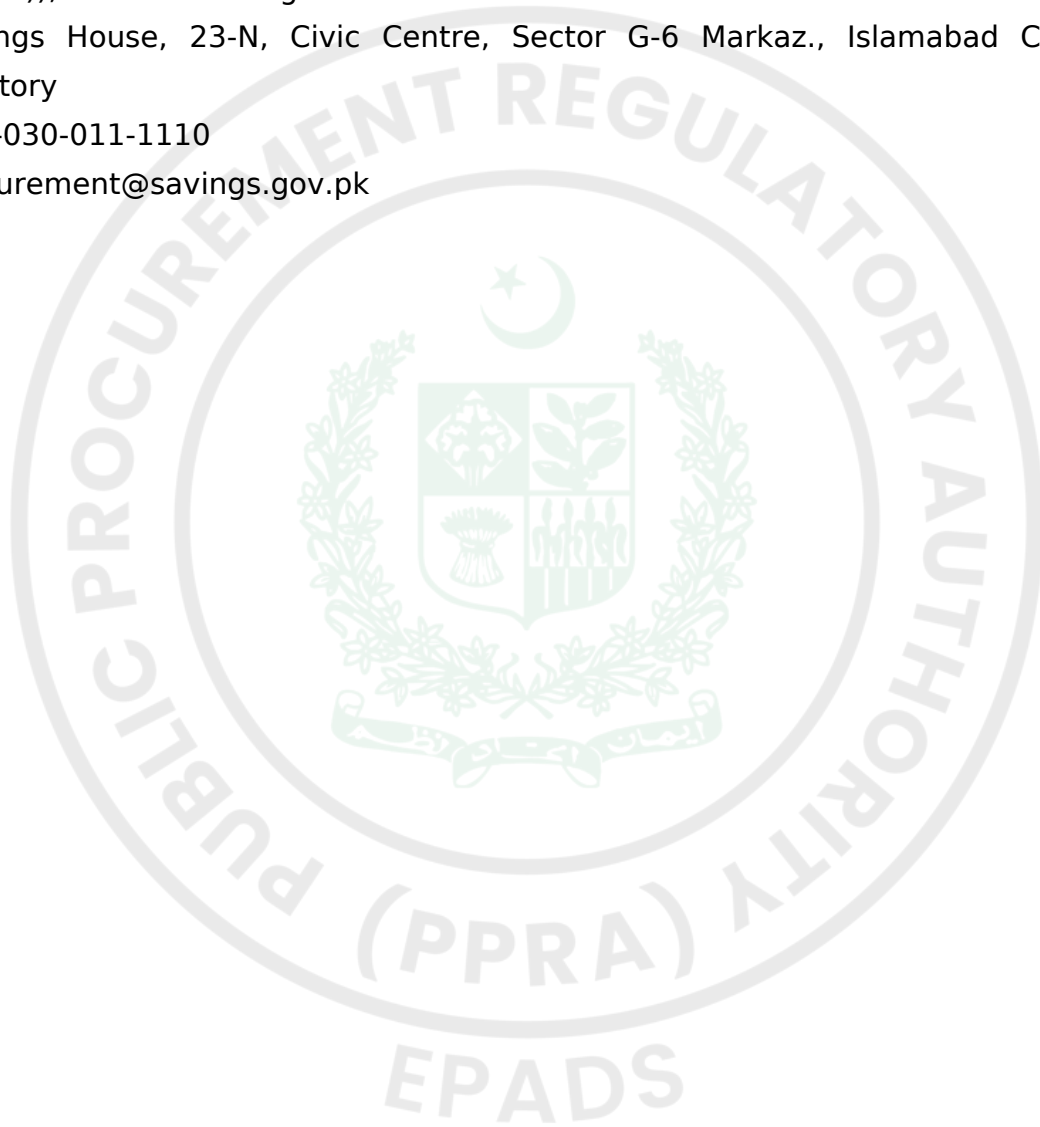 ngs House, 23-N, Civic Centre, Sector G-6 Markaz., Islamabad C
tory
-030-011-1110
urement@savings.gov.pk
PUBLIC PROCUREMENT REGULATORY AUTHORITY
(PPRA)
EPADS